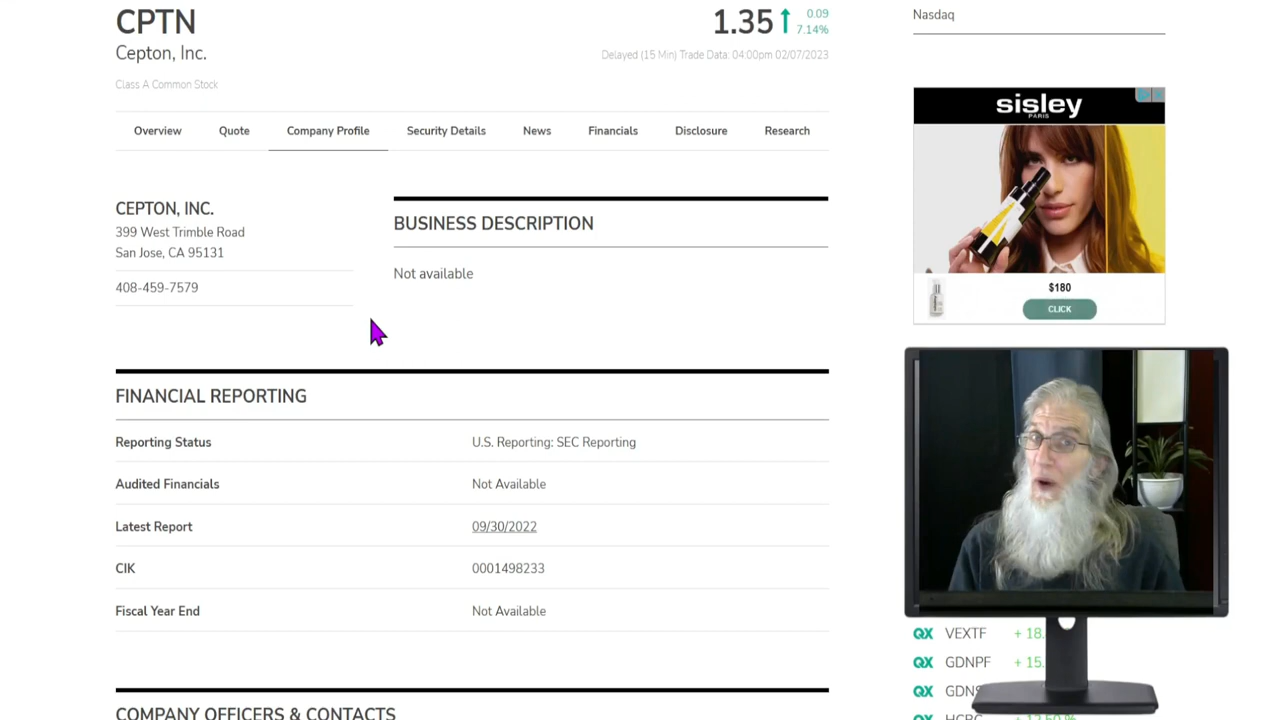 CPTN
1.35
0.09
7.14%
Cepton, Inc.
Delayed (15 Min) Trade Data: 04:00pm 02/07/2023
Class A Common Stock
Overview
Quote
Company Profile
Security Details
News
Financials
Disclosure
Research
CEPTON, INC.
399 West Trimble Road
San Jose, CA 95131
408-459-7579
BUSINESS DESCRIPTION
Not available
FINANCIAL REPORTING
Reporting Status U.S. Reporting: SEC Reporting
Audited Financials Not Available
Latest Report 09/30/2022
CIK 0001498233
Fiscal Year End Not Available
COMPANY OFFICERS & CONTACTS
Nasdaq
sisley
PARIS
$180
CLICK
QX VEXTF + 18.
QX GDNPF + 15.
QX